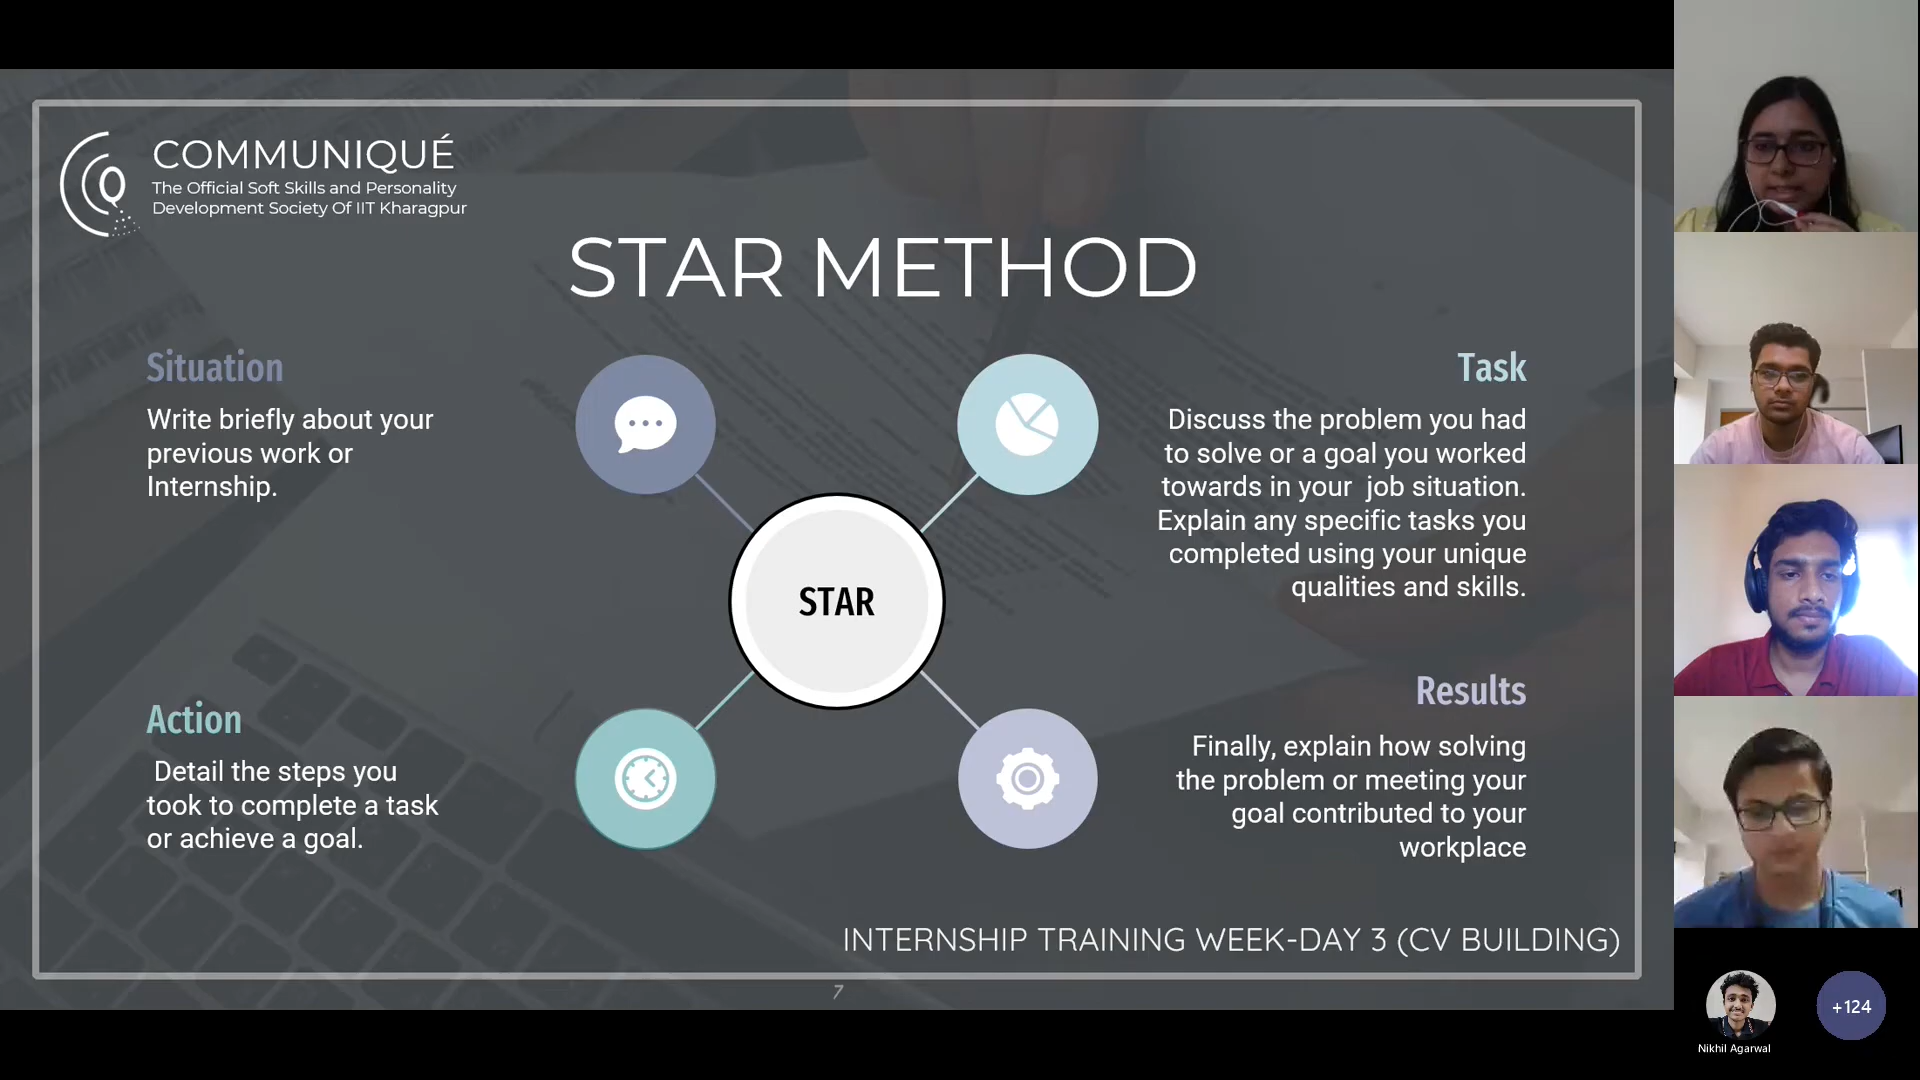 COMMUNIQUÉ
The Official Soft Skills and Personality
Development Society Of IIT Kharagpur
STAR METHOD
Situation
Write briefly about your
previous work or
Internship.
Task
Discuss the problem you had
to solve or a goal you worked
towards in your job situation.
Explain any specific tasks you
completed using your unique
qualities and skills.
STAR
Action
Detail the steps you
took to complete a task
or achieve a goal.
Results
Finally, explain how solving
the problem or meeting your
goal contributed to your
workplace
INTERNSHIP TRAINING WEEK-DAY 3 (CV BUILDING)
7
+124
Nikhil Agarwal